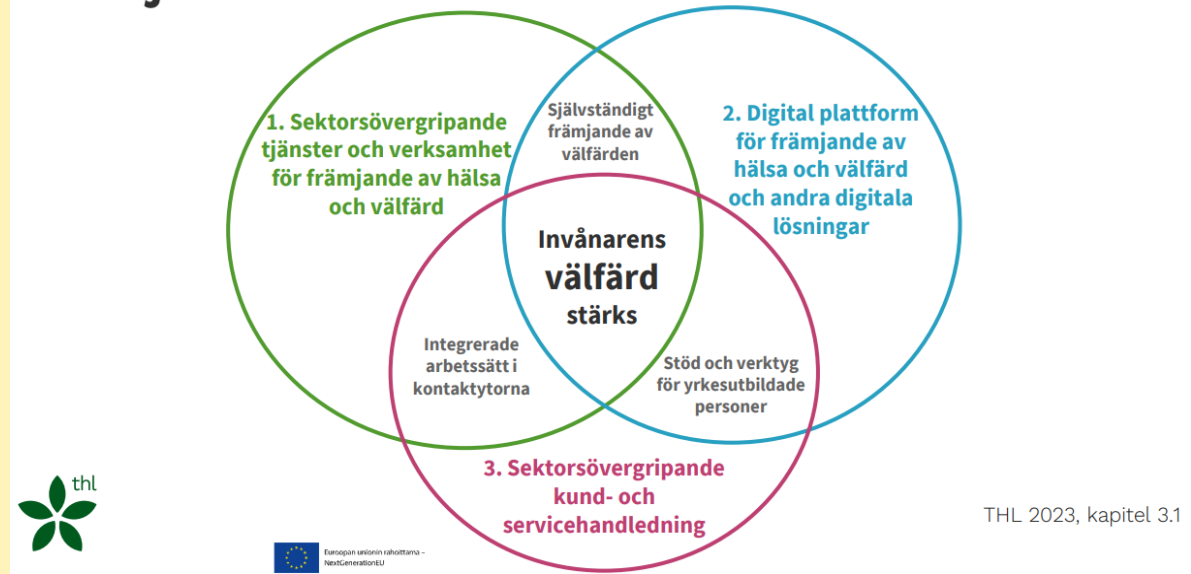 1. Sektorsövergripande
tjänster och verksamhet
för främjande av hälsa
och välfärd
Självständigt
främjande av
välfärden
2. Digital plattform
för främjande av
hälsa och välfärd
och andra digitala
lösningar
Invånarens
välfärd
stärks
Integrerade
arbetssätt i
kontaktytorna
Stöd och verktyg
för yrkesutbildade
personer
3. Sektorsövergripande
kund- och
servicehandledning
thl
Euroopan unionin rahoittama –
NextGenerationEU
THL 2023, kapitel 3.1